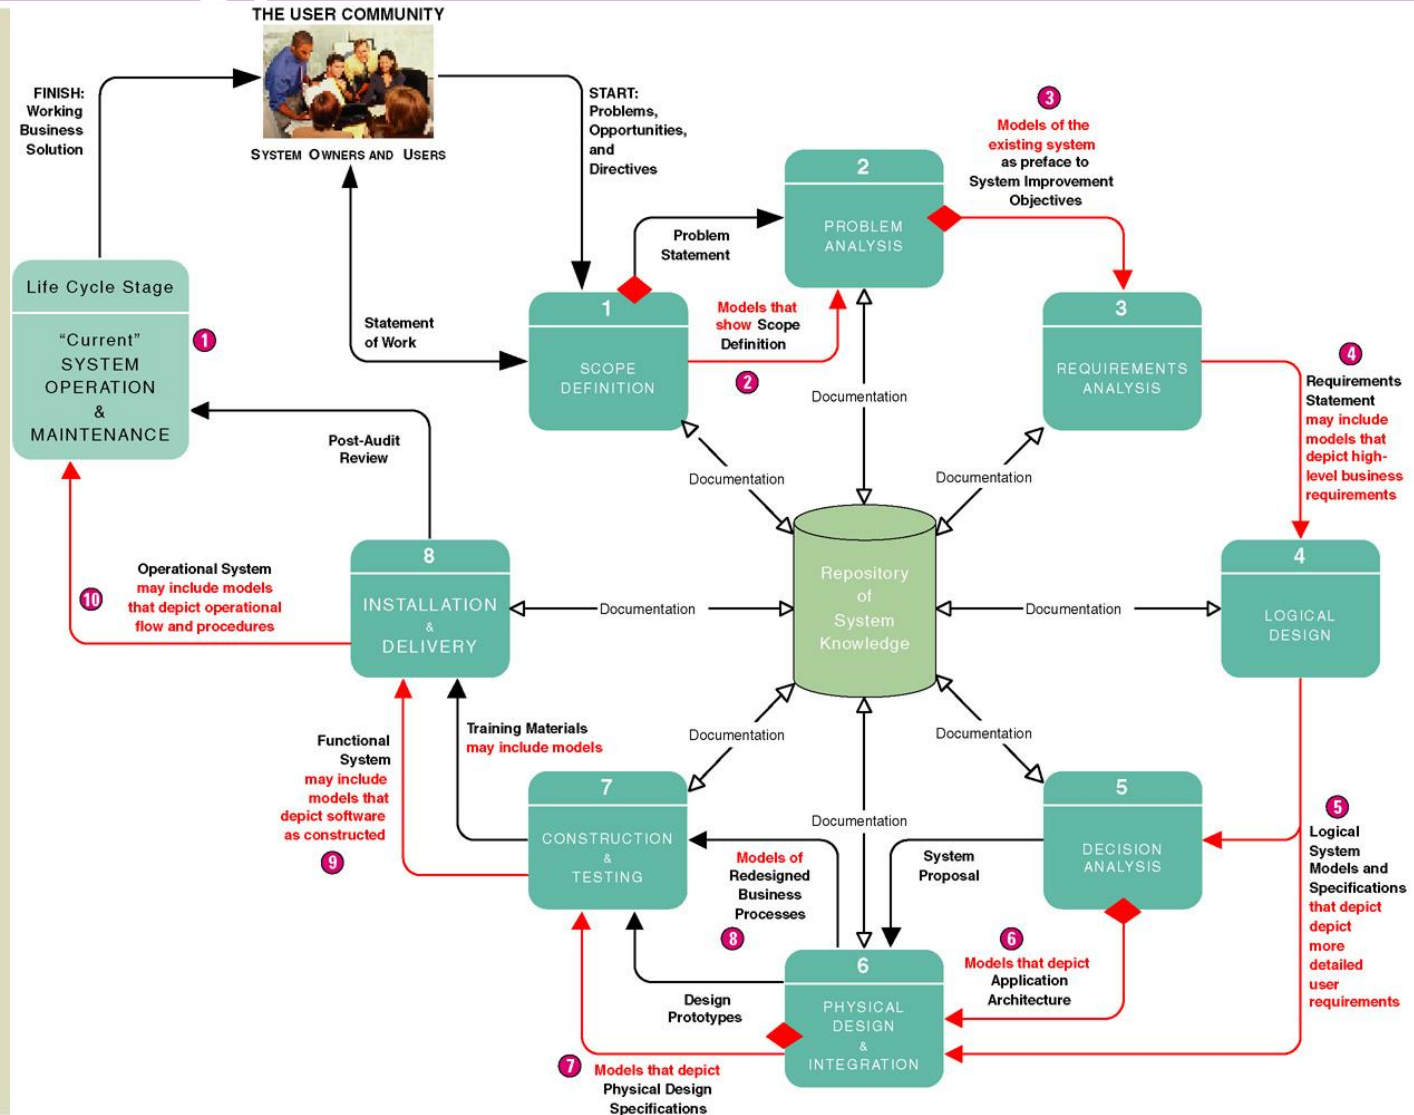 THE USER COMMUNITY
SYSTEM OWNERS AND USERS
FINISH:
Working
Business
Solution
START:
Problems,
Opportunities,
and
Directives
Statement
of Work
Life Cycle Stage
"Current"
SYSTEM
OPERATION
&
MAINTENANCE
1
1
SCOPE
DEFINITION
Problem
Statement
Models that
show Scope
Definition
2
2
PROBLEM
ANALYSIS
3
Models of the
existing system
as preface to
System Improvement
Objectives
3
REQUIREMENTS
ANALYSIS
4
Requirements
Statement
may include
models that
depict high-
level business
requirements
4
LOGICAL
DESIGN
5
Logical
System
Models and
Specifications
that depict
depict
more
detailed
user
requirements
5
DECISION
ANALYSIS
System
Proposal
6
Models that depict
Application
Architecture
6
PHYSICAL
DESIGN
&
INTEGRATION
Models of
Redesigned
Business
Processes
8
Design
Prototypes
7
Models that depict
Physical Design
Specifications
7
CONSTRUCTION
&
TESTING
Training Materials
may include models
Functional
System
may include
models that
depict software
as constructed
9
8
INSTALLATION
&
DELIVERY
Post-Audit
Review
Operational System
may include models
that depict operational
flow and procedures
10
Repository
of
System
Knowledge
Documentation
Documentation
Documentation
Documentation
Documentation
Documentation
Documentation
Documentation